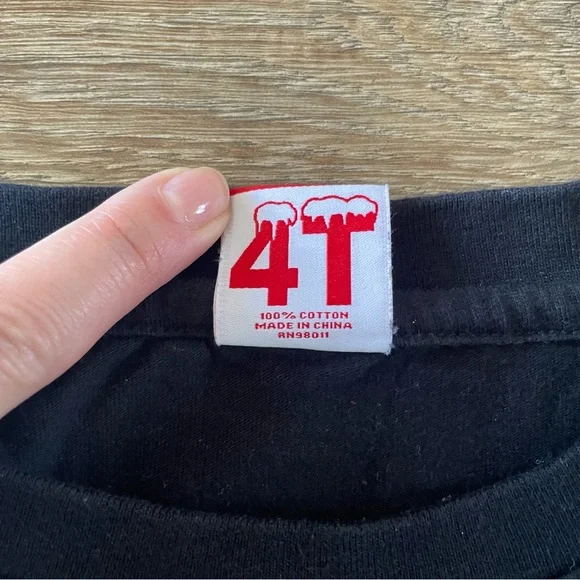 4T
100% COTTON
MADE IN CHINA
RN98011